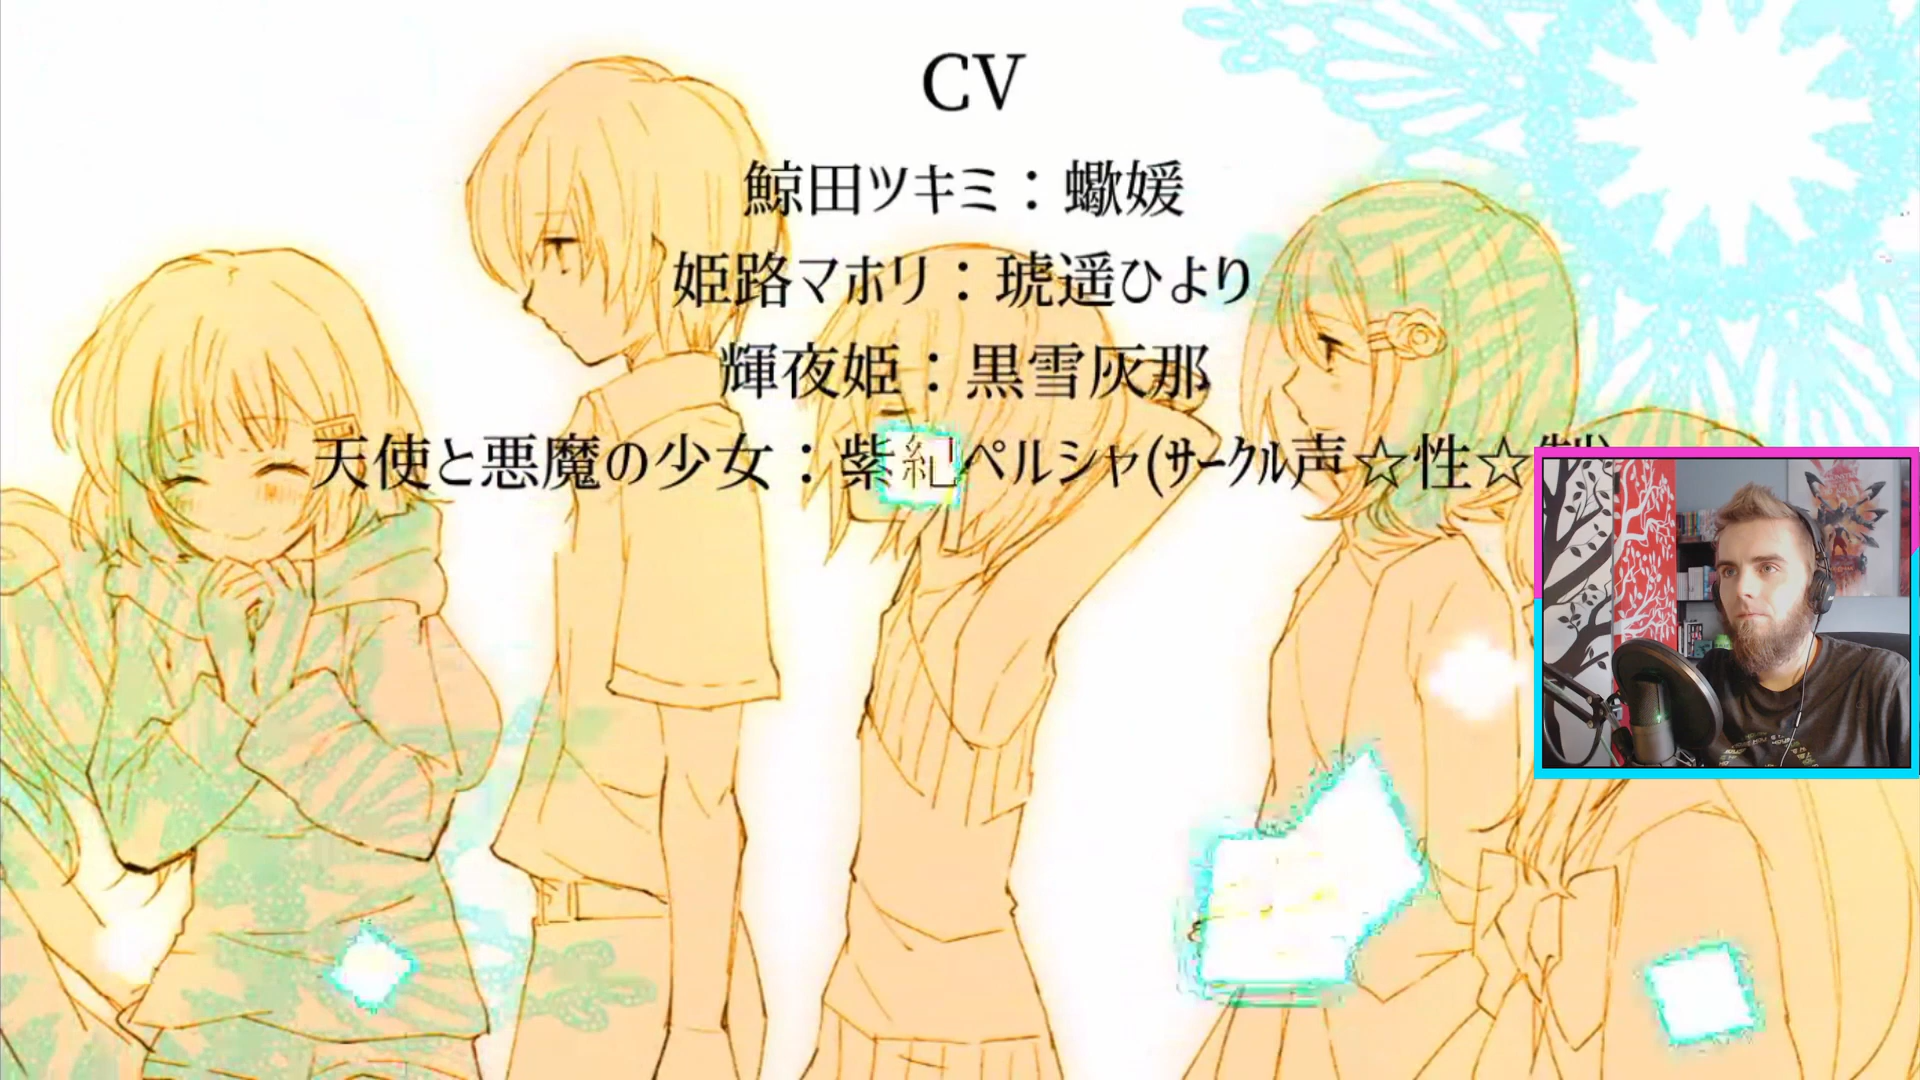 CV
鯨田ツキミ：蠍媛
姫路マホリ：琥遥ひより
輝夜姫：黒雪灰那
天使と悪魔の少女：紫糺ペルシャ(サークル声☆性☆